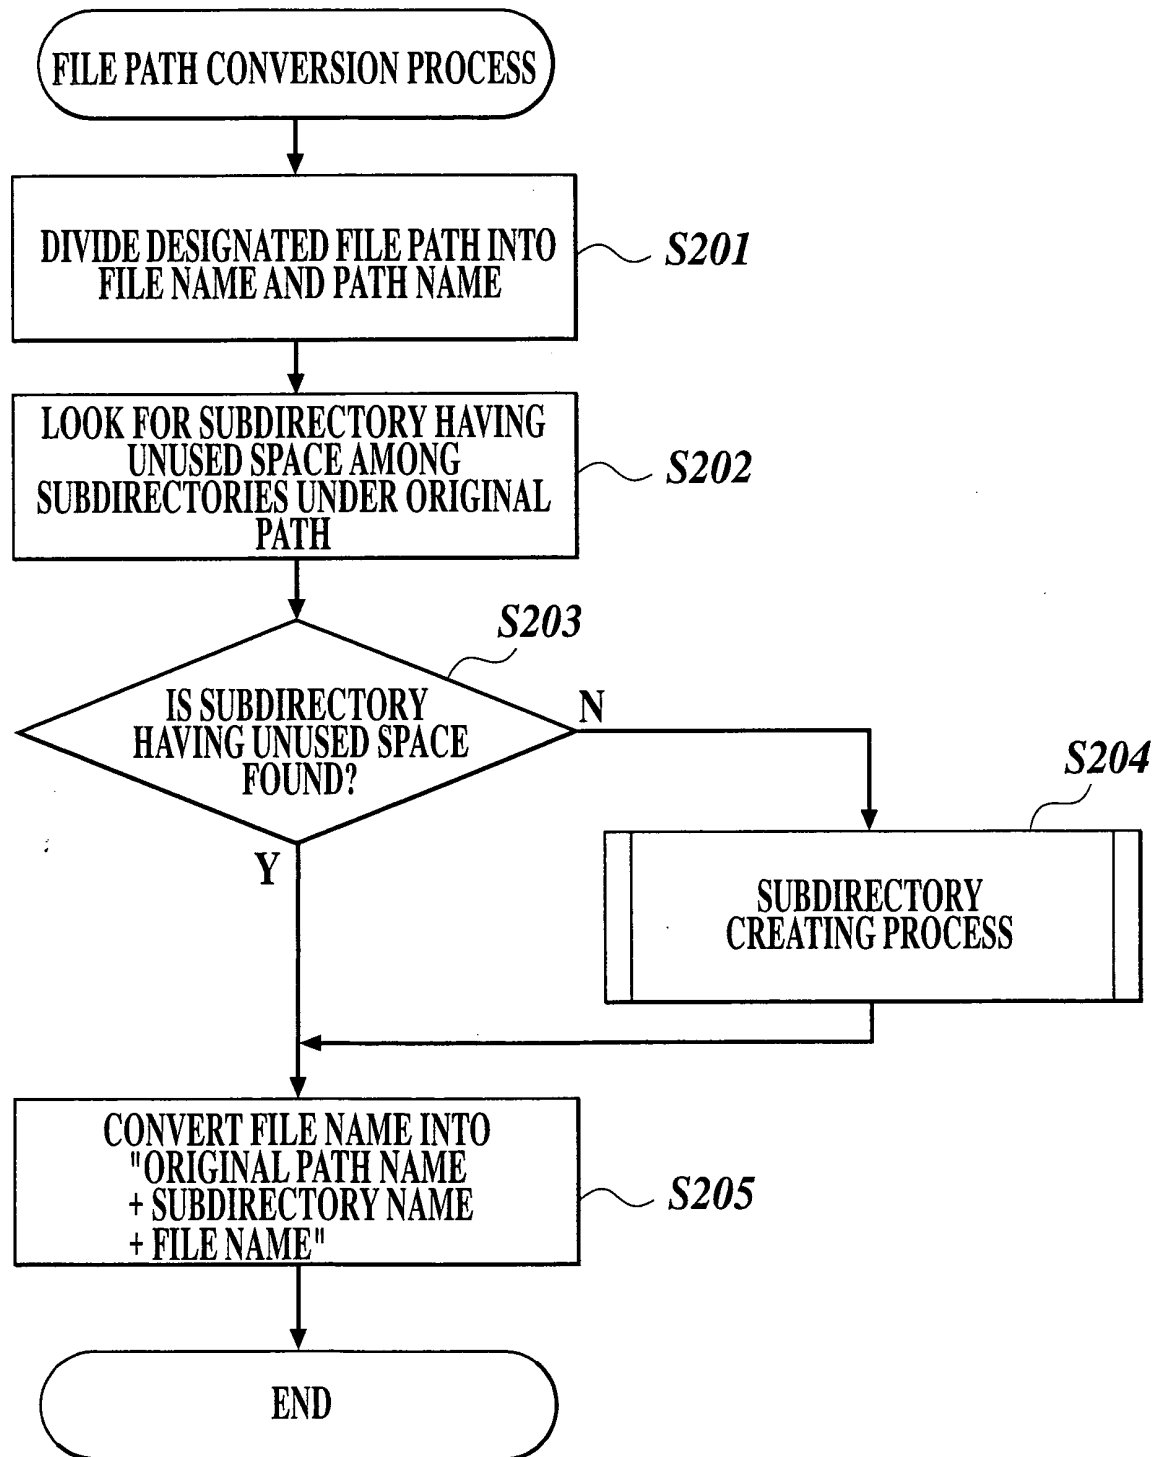 FILE PATH CONVERSION PROCESS
DIVIDE DESIGNATED FILE PATH INTO
FILE NAME AND PATH NAME
S201
LOOK FOR SUBDIRECTORY HAVING
UNUSED SPACE AMONG
SUBDIRECTORIES UNDER ORIGINAL
PATH
S202
S203
IS SUBDIRECTORY
HAVING UNUSED SPACE
FOUND?
N
Y
S204
SUBDIRECTORY
CREATING PROCESS
CONVERT FILE NAME INTO
"ORIGINAL PATH NAME
+ SUBDIRECTORY NAME
+ FILE NAME"
S205
END